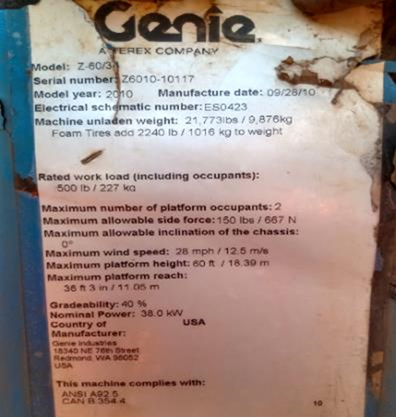 Genie
A TEREX COMPANY
Model: Z-60/34
Serial number: Z6010-10117
Model year: 2010 Manufacture date: 09/28/10
Electrical schematic number: ES0423
Machine unladen weight: 21,773lbs / 9,876kg
Foam Tires add 2240 lb / 1016 kg to weight
Rated work load (including occupants):
500 lb / 227 kg
Maximum number of platform occupants: 2
Maximum allowable side force: 150 lbs / 667 N
Maximum allowable inclination of the chassis:
0°
Maximum wind speed: 28 mph / 12.5 m/s
Maximum platform height: 60 ft / 18.39 m
Maximum platform reach:
36 ft 3 in / 11.05 m
Gradeability: 40 %
Nominal Power: 38.0 kW
Country of USA
Manufacturer:
Genie Industries
18340 NE 76th Street
Redmond, WA 98052
USA
This machine complies with:
ANSI A92.5
CAN B.354.4
10